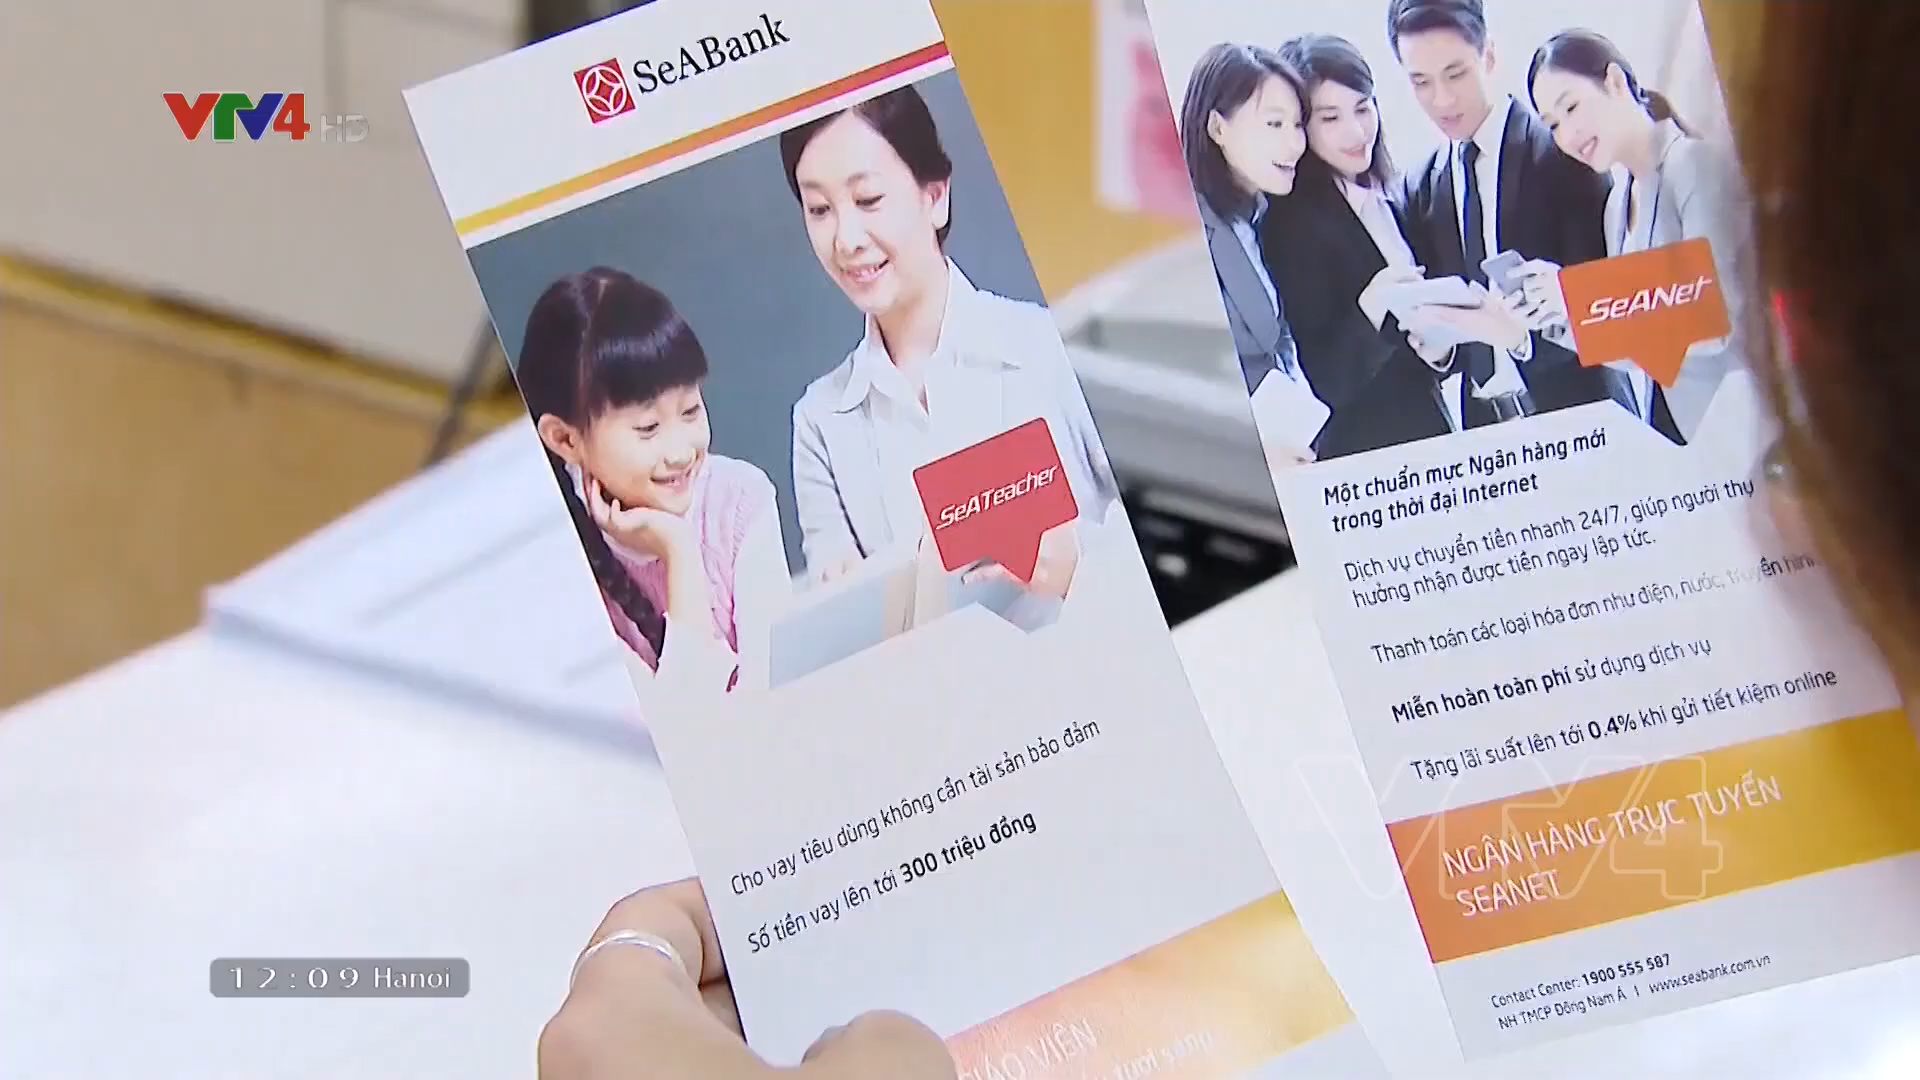 VTV4 HD
SeABank
SeATeacher
Cho vay tiêu dùng không cần tài sản bảo đảm
Số tiền vay lên tới 300 triệu đồng
GIÁO VIÊN
SeANet
Một chuẩn mực Ngân hàng mới
trong thời đại Internet
Dịch vụ chuyển tiền nhanh 24/7, giúp người thụ
hưởng nhận được tiền ngay lập tức.
Thanh toán các loại hóa đơn như điện, nước, truyền hình
Miễn hoàn toàn phí sử dụng dịch vụ
Tặng lãi suất lên tới 0.4% khi gửi tiết kiệm online
VTV4
NGÂN HÀNG TRỰC TUYẾN
SEANET
Contact Center: 1900 555 587
NH TMCP Đông Nam Á | www.seabank.com.vn
12:09 Hanoi